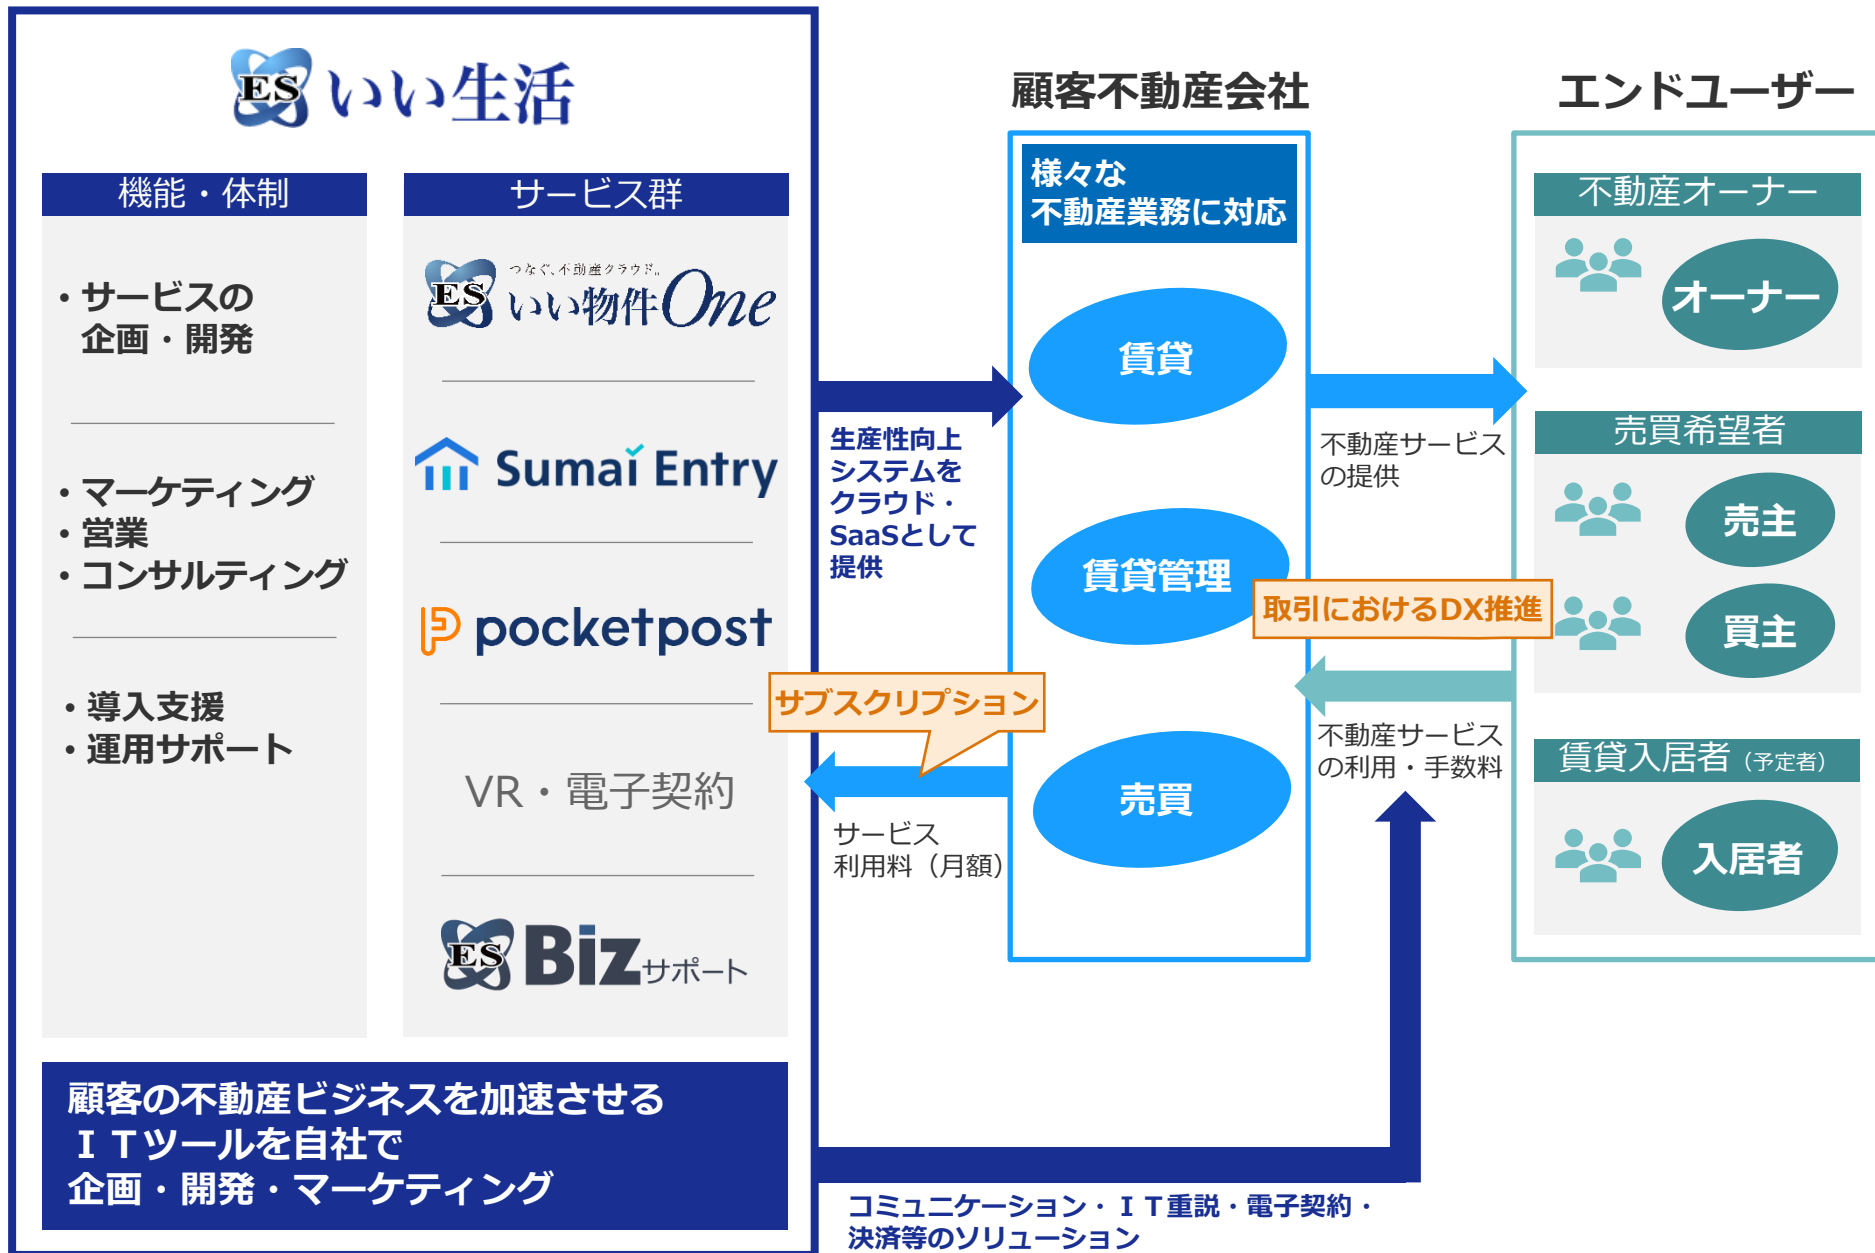 ES いい生活
機能・体制
・サービスの
企画・開発
・マーケティング
・営業
・コンサルティング
・導入支援
・運用サポート
サービス群
つなぐ、不動産クラウド。
ES いい物件One
Sumai Entry
pocketpost
VR・電子契約
ES Bizサポート
顧客の不動産ビジネスを加速させる
ＩＴツールを自社で
企画・開発・マーケティング
生産性向上
システムを
クラウド・
SaaSとして
提供
サブスクリプション
サービス
利用料（月額）
顧客不動産会社
様々な
不動産業務に対応
賃貸
賃貸管理
売買
不動産サービス
の提供
取引におけるDX推進
不動産サービス
の利用・手数料
コミュニケーション・ＩＴ重説・電子契約・
決済等のソリューション
エンドユーザー
不動産オーナー
オーナー
売買希望者
売主
買主
賃貸入居者（予定者）
入居者